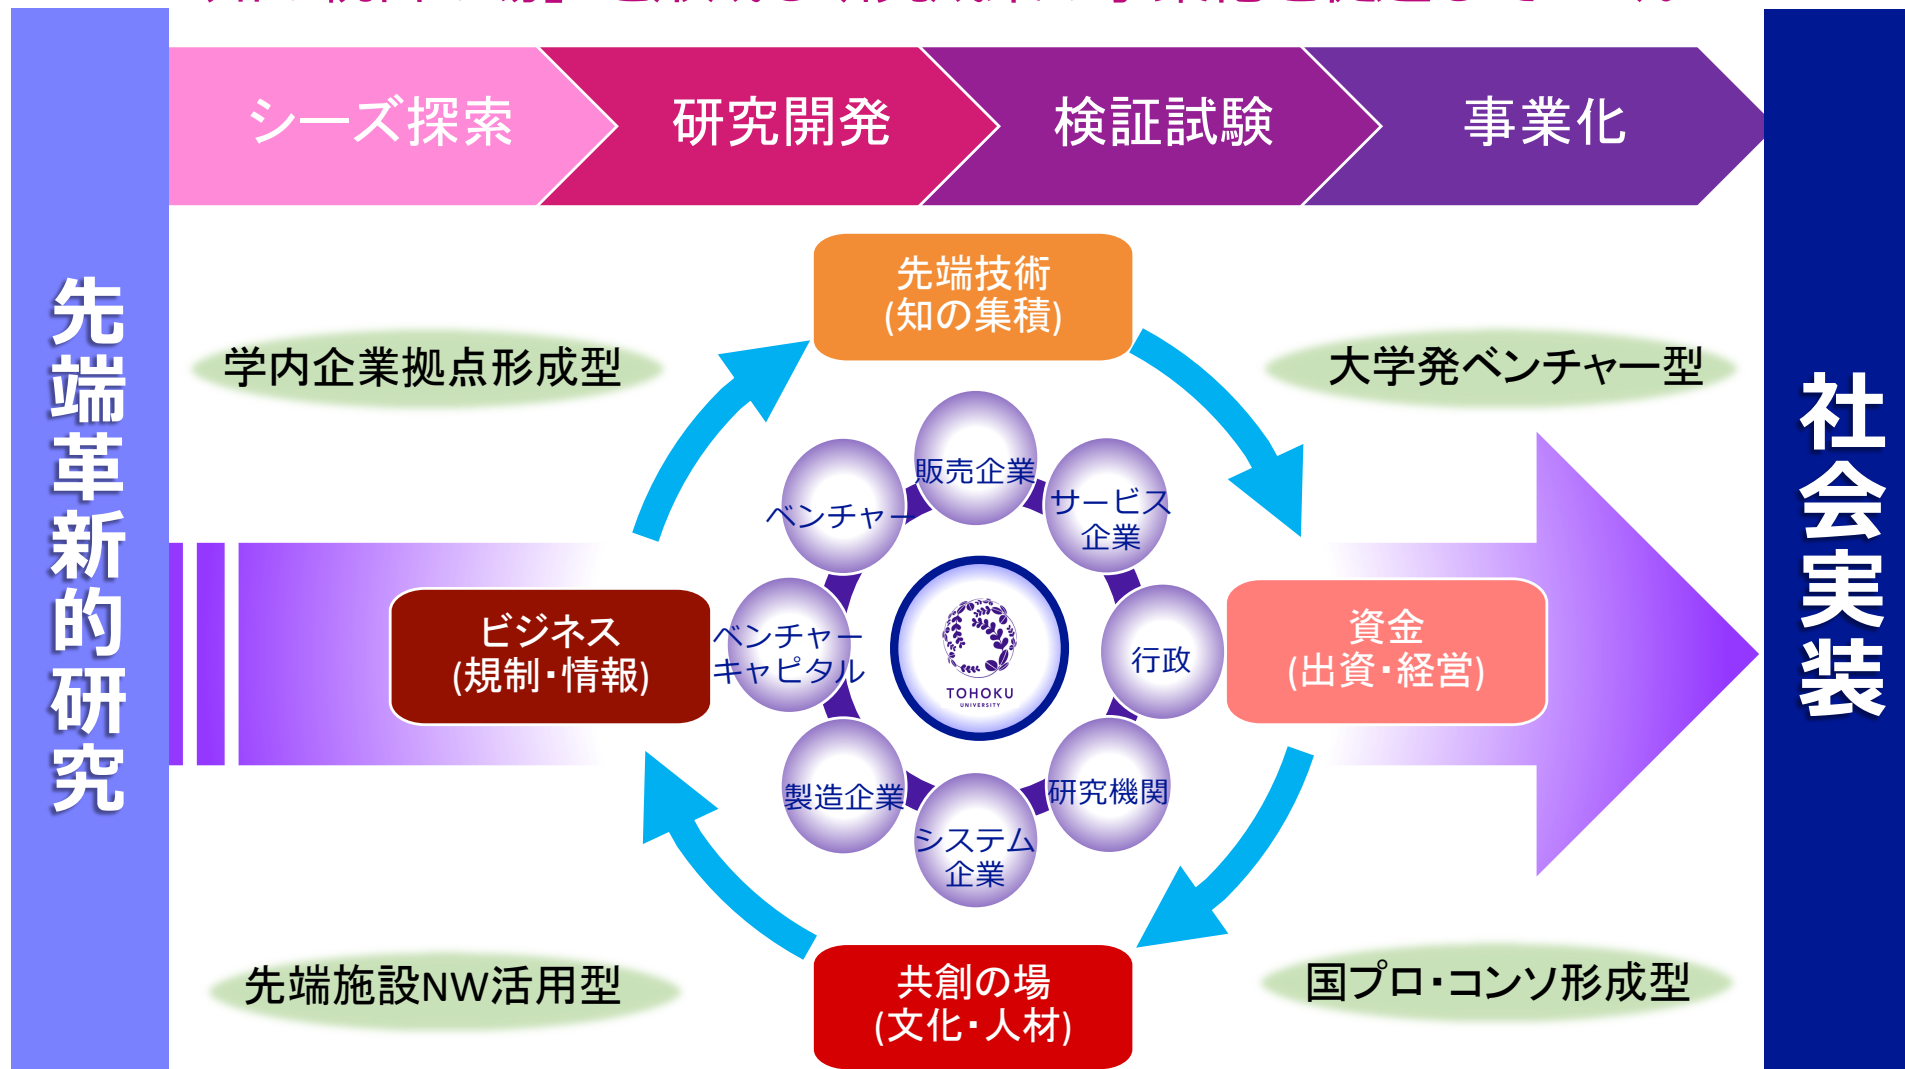 シーズ探索
研究開発
検証試験
事業化
先端革新的研究
社会実装
先端技術
(知の集積)
学内企業拠点形成型
大学発ベンチャー型
販売企業
ベンチャー
サービス
企業
ビジネス
(規制・情報)
ベンチャー
キャピタル
TOHOKU
UNIVERSITY
行政
資金
(出資・経営)
製造企業
研究機関
システム
企業
先端施設NW活用型
国プロ・コンソ形成型
共創の場
(文化・人材)